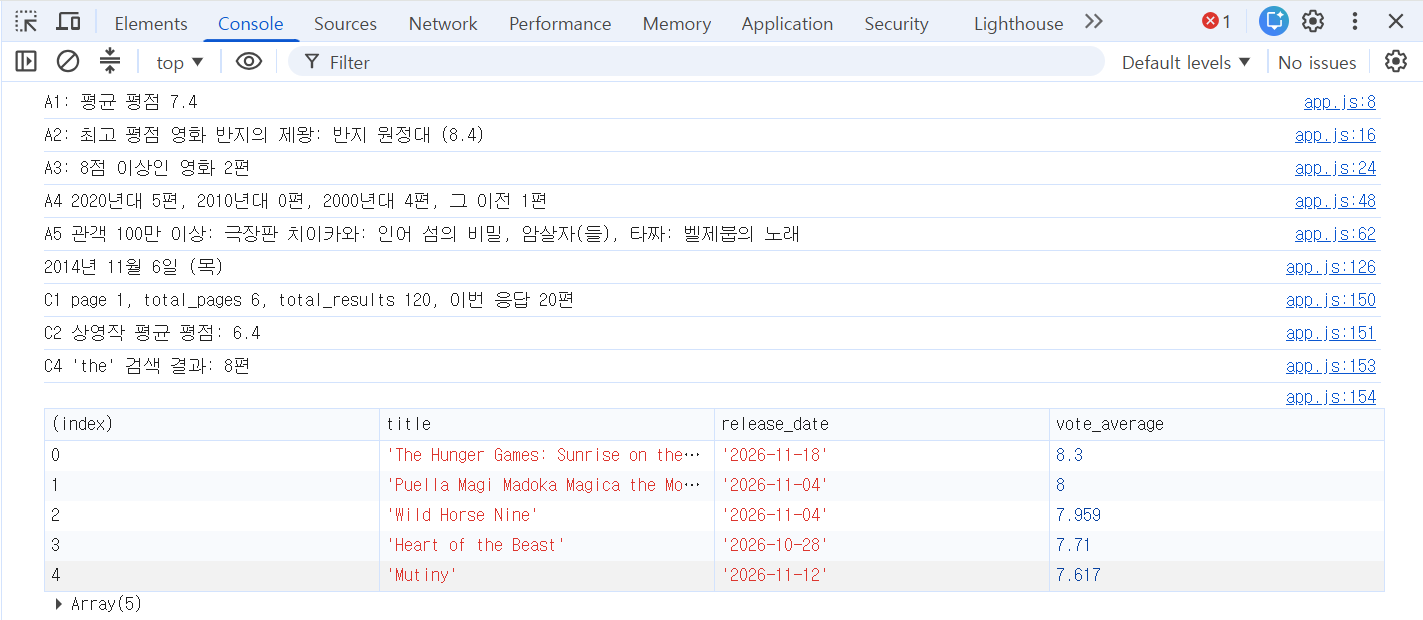 Elements Console Sources Network Performance Memory Application Security Lighthouse 1
top Filter Default levels No issues
A1: 평균 평점 7.4 app.js:8
A2: 최고 평점 영화 반지의 제왕: 반지 원정대 (8.4) app.js:16
A3: 8점 이상인 영화 2편 app.js:24
A4 2020년대 5편, 2010년대 0편, 2000년대 4편, 그 이전 1편 app.js:48
A5 관객 100만 이상: 극장판 치이카와: 인어 섬의 비밀, 암살자(들), 타짜: 벨제붑의 노래 app.js:62
2014년 11월 6일 (목) app.js:126
C1 page 1, total_pages 6, total_results 120, 이번 응답 20편 app.js:150
C2 상영작 평균 평점: 6.4 app.js:151
C4 'the' 검색 결과: 8편 app.js:153
app.js:154
(index) title release_date vote_average
0 'The Hunger Games: Sunrise on the… '2026-11-18' 8.3
1 'Puella Magi Madoka Magica the Mo… '2026-11-04' 8
2 'Wild Horse Nine' '2026-11-04' 7.959
3 'Heart of the Beast' '2026-10-28' 7.71
4 'Mutiny' '2026-11-12' 7.617
Array(5)